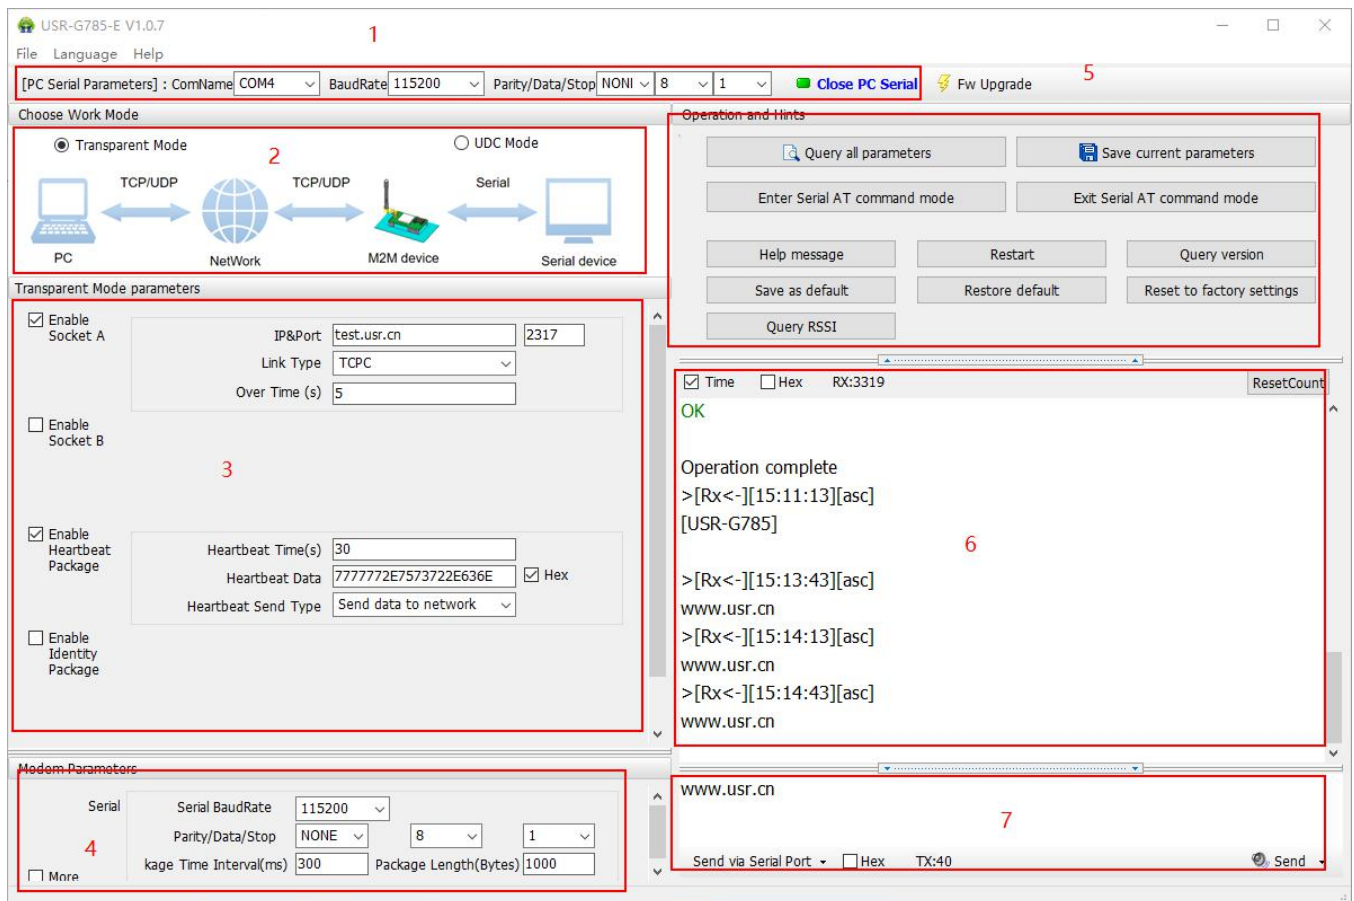 USR-G785-E V1.0.7
1
File Language Help
[PC Serial Parameters] : ComName COM4 BaudRate 115200 Parity/Data/Stop NONI 8 1 Close PC Serial Fw Upgrade
5
Choose Work Mode
Transparent Mode UDC Mode
2
TCP/UDP TCP/UDP Serial
PC NetWork M2M device Serial device
Transparent Mode parameters
Enable
Socket A
IP&Port test.usr.cn 2317
Link Type TCPC
Over Time (s) 5
Enable
Socket B
3
Enable
Heartbeat
Package
Heartbeat Time(s) 30
Heartbeat Data 7777772E7573722E636E Hex
Heartbeat Send Type Send data to network
Enable
Identity
Package
Modem Parameters
Serial Serial BaudRate 115200
Parity/Data/Stop NONE 8 1
4
kage Time Interval(ms) 300 Package Length(Bytes) 1000
More
Operation and Hints
Query all parameters Save current parameters
Enter Serial AT command mode Exit Serial AT command mode
Help message Restart Query version
Save as default Restore default Reset to factory settings
Query RSSI
Time Hex RX:3319 ResetCount
OK
Operation complete
>[Rx<-][15:11:13][asc]
[USR-G785]
6
>[Rx<-][15:13:43][asc]
www.usr.cn
>[Rx<-][15:14:13][asc]
www.usr.cn
>[Rx<-][15:14:43][asc]
www.usr.cn
www.usr.cn
7
Send via Serial Port Hex TX:40 Send